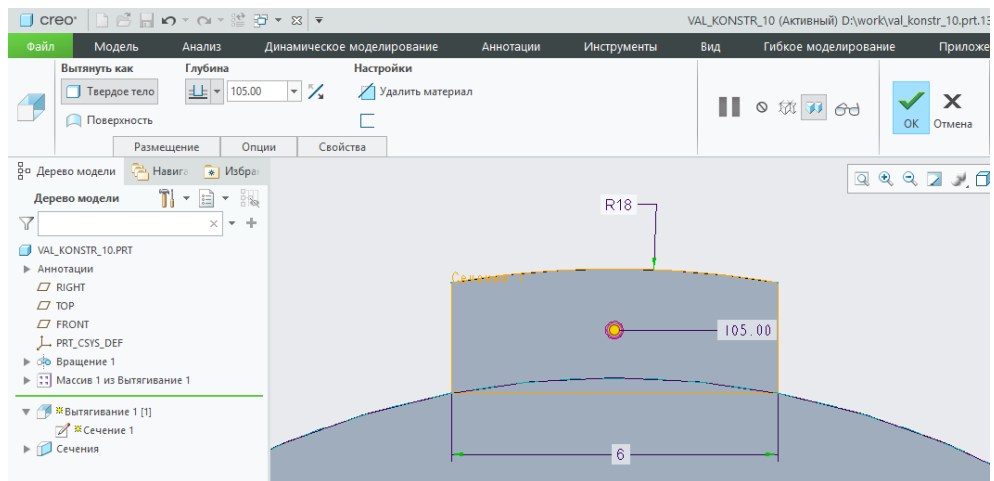 creo®
VAL_KONSTR_10 (Активный) D:\work\val_konstr_10.prt.13
Файл Модель Анализ Динамическое моделирование Аннотации Инструменты Вид Гибкое моделирование Приложе
Вытянуть как Глубина Настройки
Твердое тело 105.00 Удалить материал
Поверхность
OK Отмена
Размещение Опции Свойства
Дерево модели Навига Избра
Дерево модели
VAL_KONSTR_10.PRT
Аннотации
RIGHT
TOP
FRONT
PRT_CSYS_DEF
Вращение 1
Массив 1 из Вытягивание 1
Вытягивание 1 [1]
Сечение 1
Сечения
R18
Сечение
105.00
6